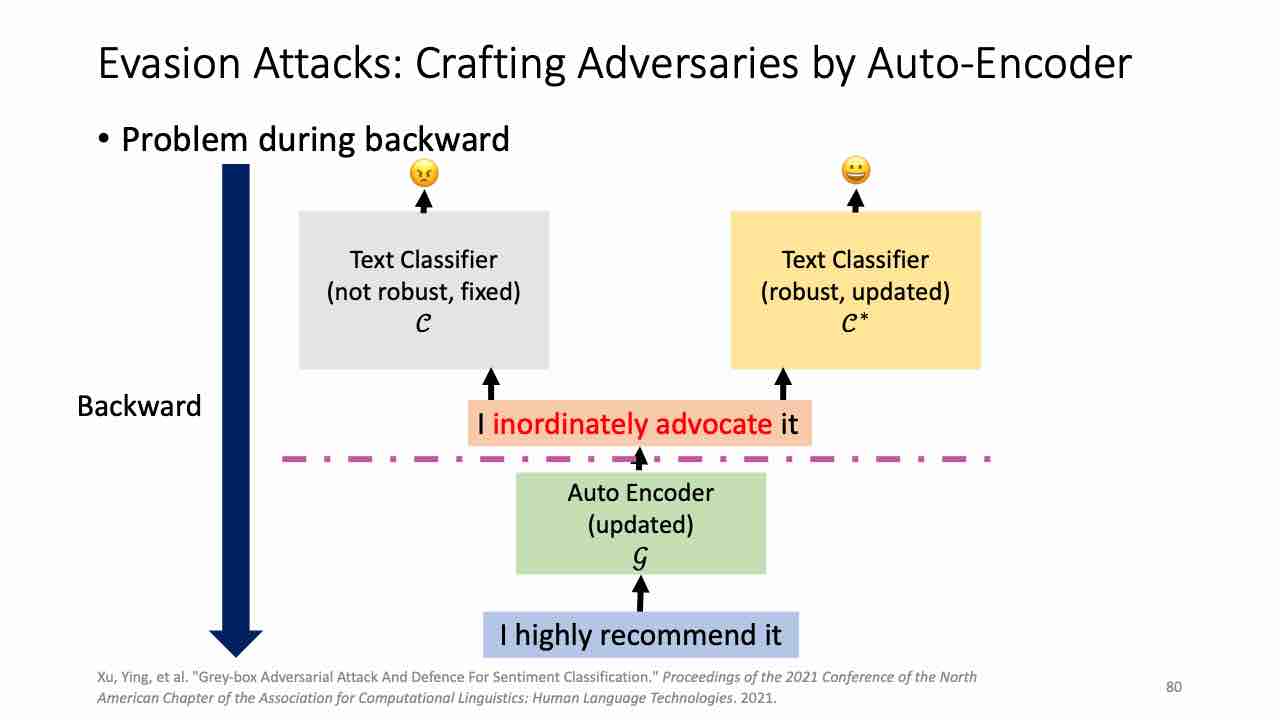 Evasion Attacks: Crafting Adversaries by Auto-Encoder
• Problem during backward
Text Classifier
(not robust, fixed)
𝒞
Text Classifier
(robust, updated)
𝒞*
Backward
I inordinately advocate it
Auto Encoder
(updated)
𝒢
I highly recommend it
Xu, Ying, et al. "Grey-box Adversarial Attack And Defence For Sentiment Classification." Proceedings of the 2021 Conference of the North
American Chapter of the Association for Computational Linguistics: Human Language Technologies. 2021.
80